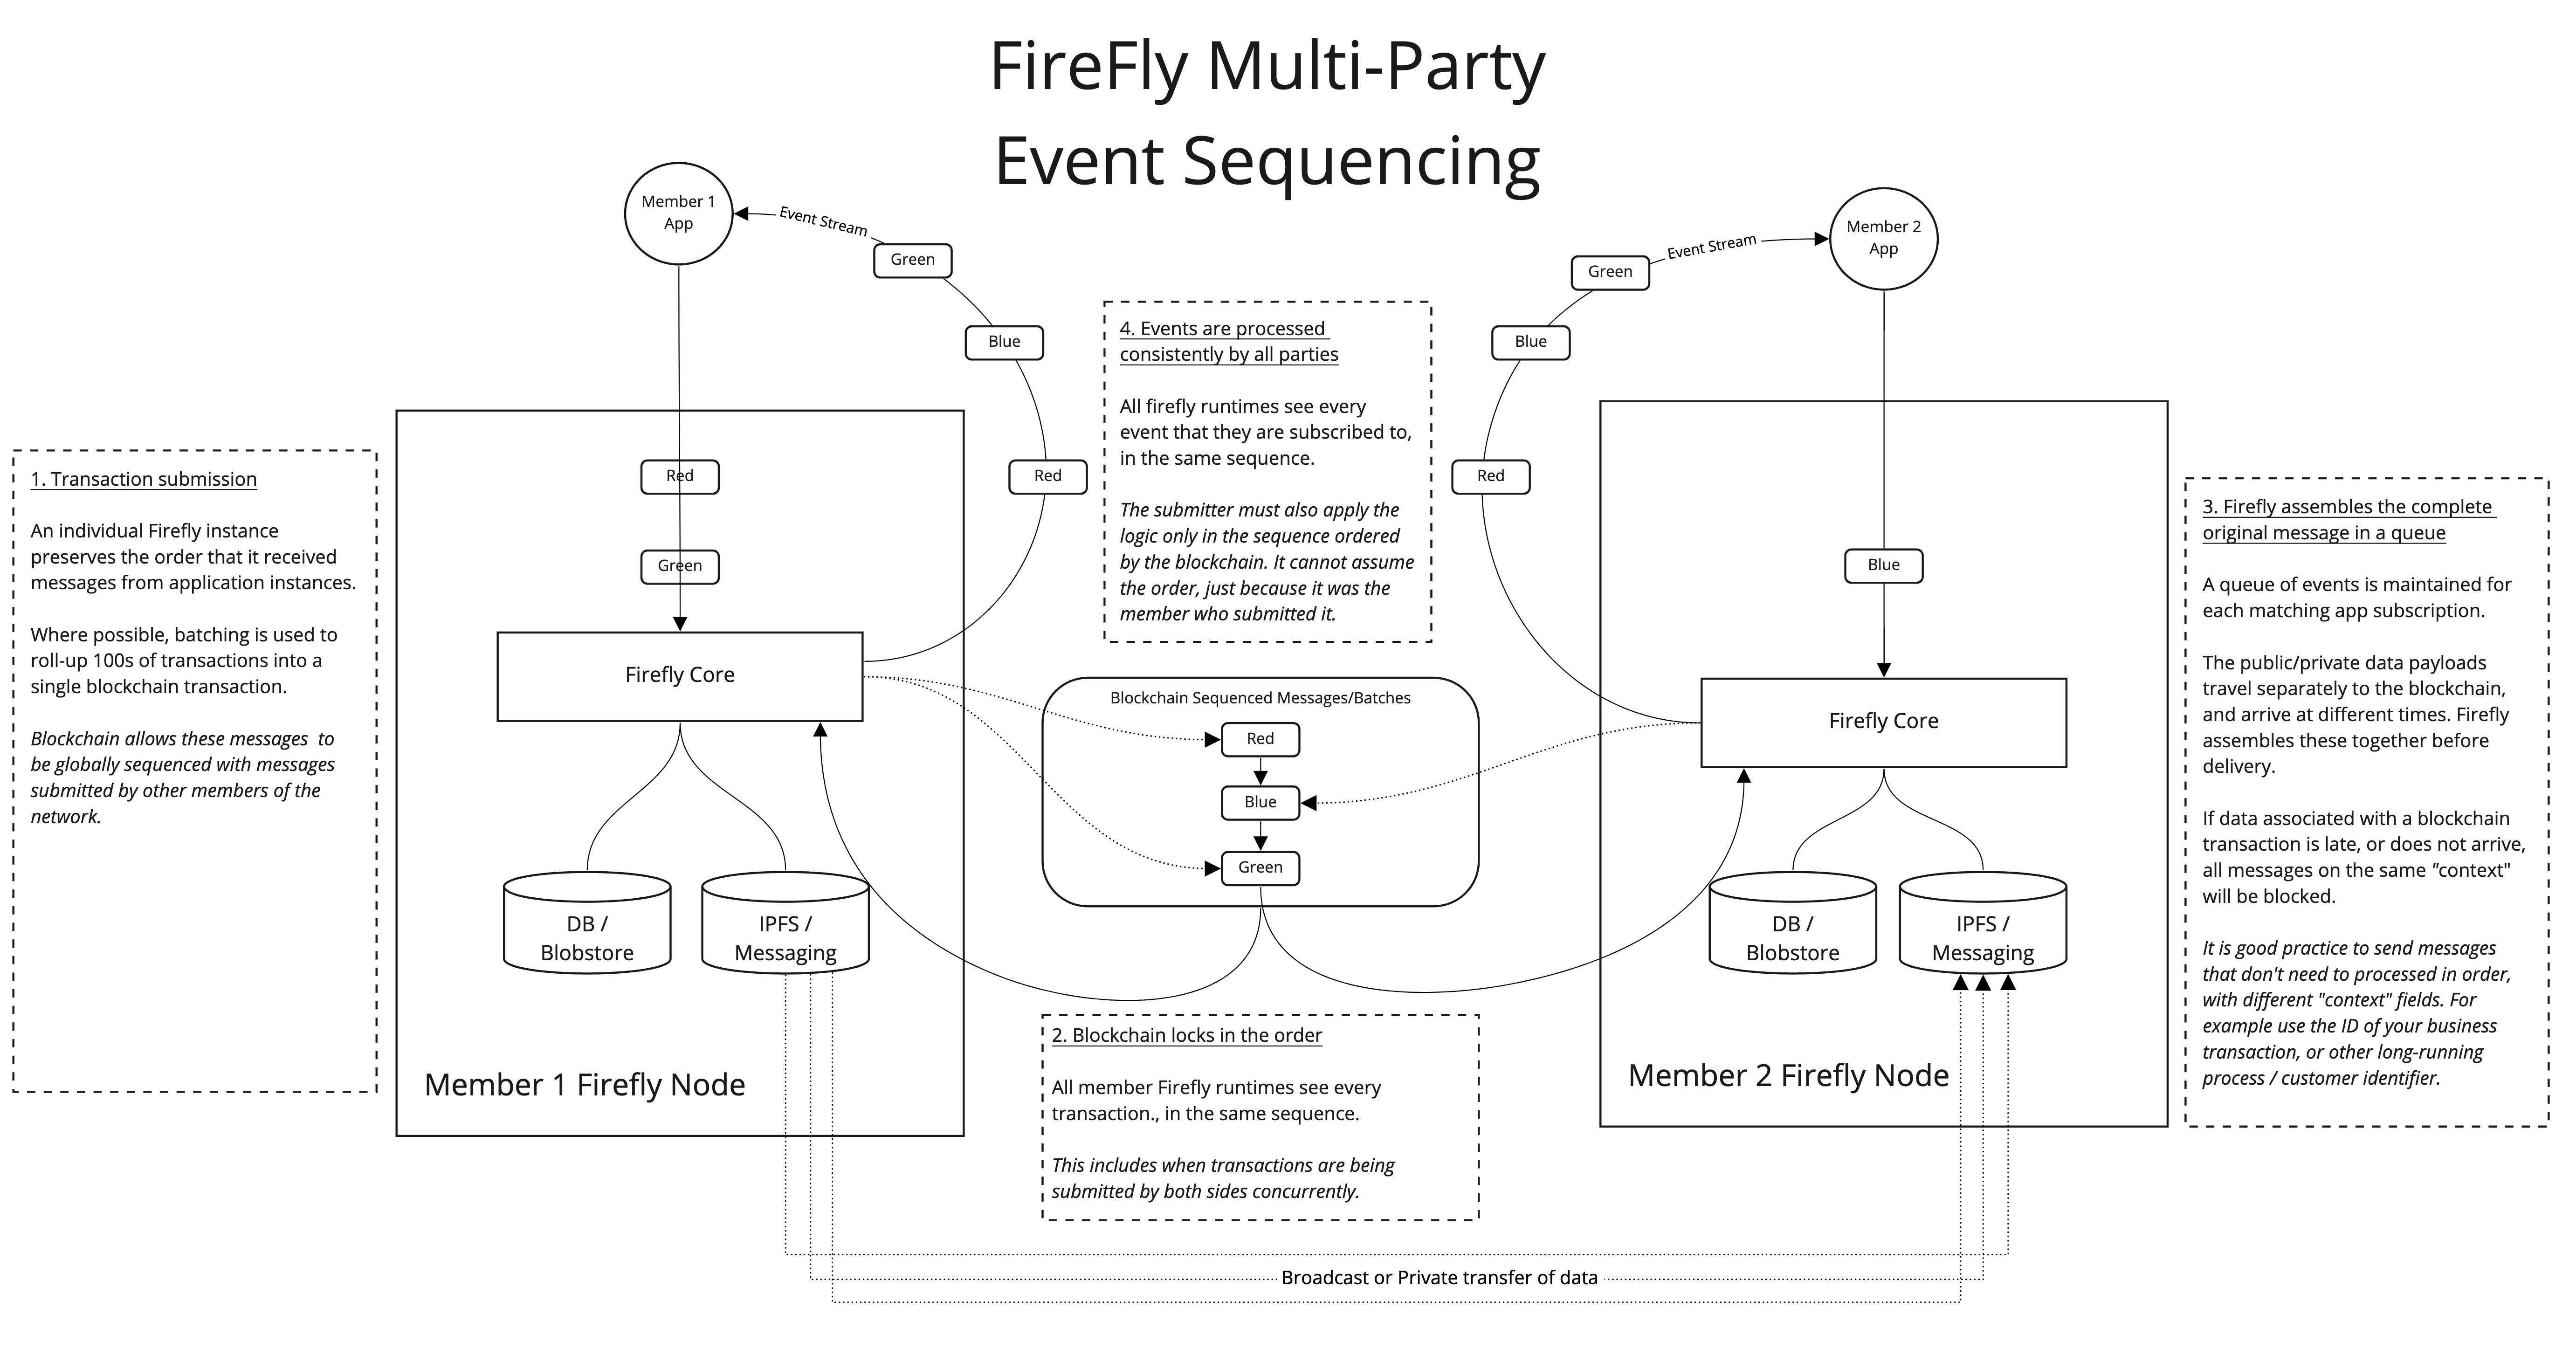 FireFly Multi-Party
Event Sequencing
Member 1
App
Event Stream
Green
Blue
Red
Member 2
App
Event Stream
Green
Blue
Red
1. Transaction submission
An individual Firefly instance
preserves the order that it received
messages from application instances.
Where possible, batching is used to
roll-up 100s of transactions into a
single blockchain transaction.
Blockchain allows these messages  to
be globally sequenced with messages
submitted by other members of the
network.
Red
Green
Firefly Core
DB /
Blobstore
IPFS /
Messaging
Member 1 Firefly Node
4. Events are processed
consistently by all parties
All firefly runtimes see every
event that they are subscribed to,
in the same sequence.
The submitter must also apply the
logic only in the sequence ordered
by the blockchain. It cannot assume
the order, just because it was the
member who submitted it.
Blockchain Sequenced Messages/Batches
Red
Blue
Green
2. Blockchain locks in the order
All member Firefly runtimes see every
transaction., in the same sequence.
This includes when transactions are being
submitted by both sides concurrently.
Blue
Firefly Core
DB /
Blobstore
IPFS /
Messaging
Member 2 Firefly Node
3. Firefly assembles the complete
original message in a queue
A queue of events is maintained for
each matching app subscription.
The public/private data payloads
travel separately to the blockchain,
and arrive at different times. Firefly
assembles these together before
delivery.
If data associated with a blockchain
transaction is late, or does not arrive,
all messages on the same "context"
will be blocked.
It is good practice to send messages
that don't need to processed in order,
with different "context" fields. For
example use the ID of your business
transaction, or other long-running
process / customer identifier.
Broadcast or Private transfer of data